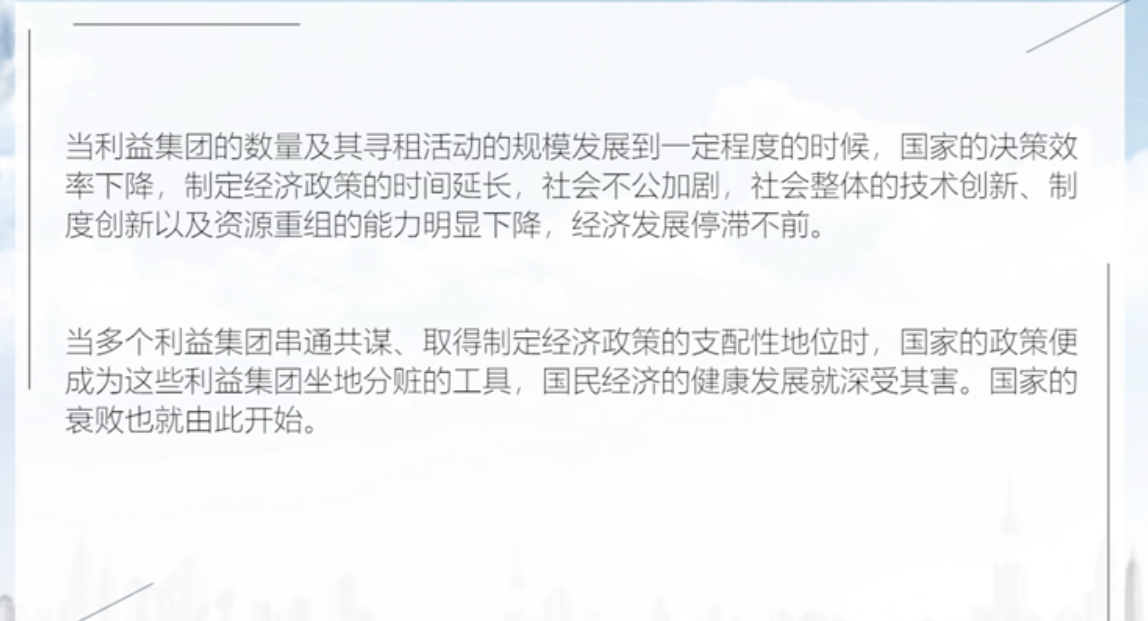 当利益集团的数量及其寻租活动的规模发展到一定程度的时候，国家的决策效
率下降，制定经济政策的时间延长，社会不公加剧，社会整体的技术创新、制
度创新以及资源重组的能力明显下降，经济发展停滞不前。
当多个利益集团串通共谋、取得制定经济政策的支配性地位时，国家的政策便
成为这些利益集团坐地分赃的工具，国民经济的健康发展就深受其害。国家的
衰败也就由此开始。